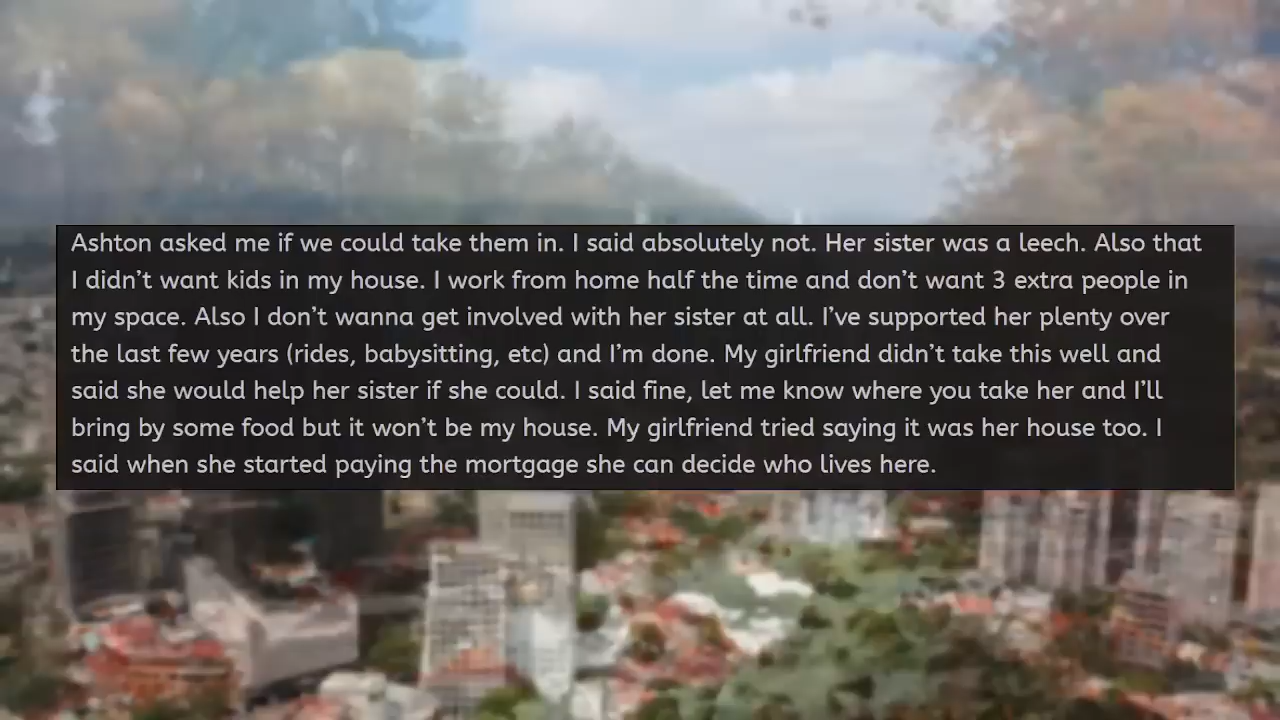 Ashton asked me if we could take them in. I said absolutely not. Her sister was a leech. Also that
I didn’t want kids in my house. I work from home half the time and don’t want 3 extra people in
my space. Also I don’t wanna get involved with her sister at all. I’ve supported her plenty over
the last few years (rides, babysitting, etc) and I’m done. My girlfriend didn’t take this well and
said she would help her sister if she could. I said fine, let me know where you take her and I’ll
bring by some food but it won’t be my house. My girlfriend tried saying it was her house too. I
said when she started paying the mortgage she can decide who lives here.